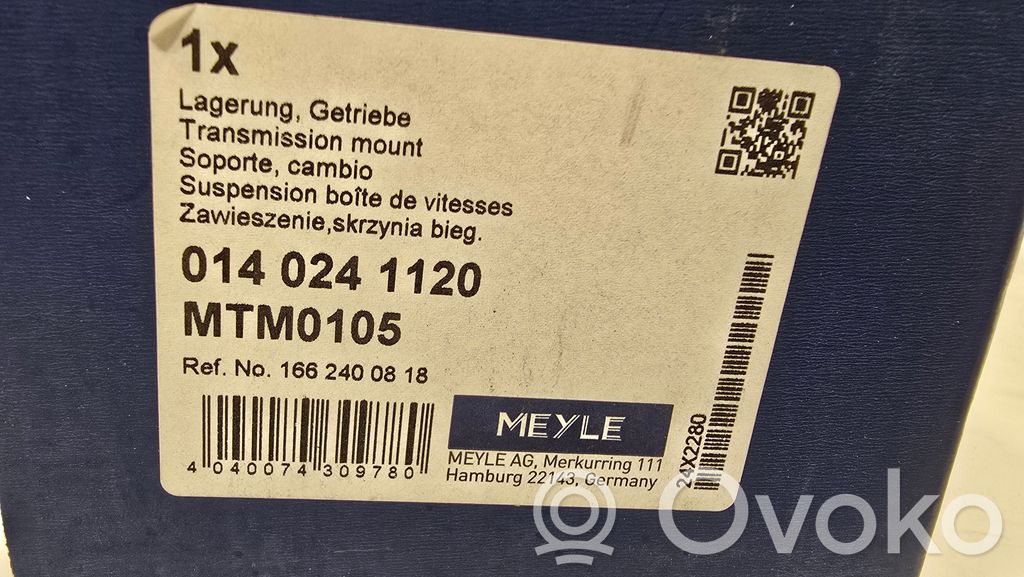 1x
Lagerung, Getriebe
Transmission mount
Soporte, cambio
Suspension boîte de vitesses
Zawieszenie,skrzynia bieg.
014 024 1120
MTM0105
Ref. No. 166 240 08 18
4 040074 309780
MEYLE
MEYLE AG, Merkurring 111
Hamburg 22143, Germany
24X2280
Ovoko